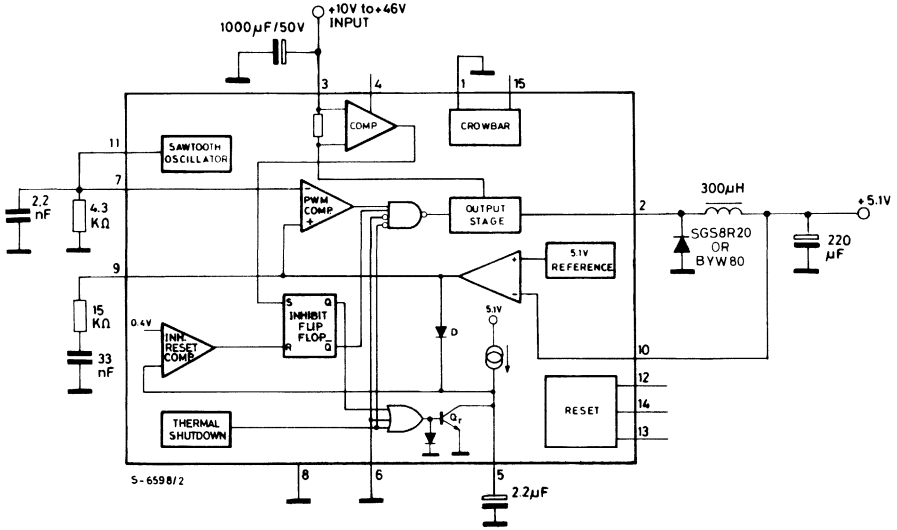 +10V to+46V
INPUT
1000µF/50V
3
4
1
15
COMP
CROWBAR
11
SAWTOOTH
OSCILLATOR
7
2.2
nF
4.3
KΩ
-
PWM
COMP.
+
OUTPUT
STAGE
2
300µH
+5.1V
SGS8R20
OR
BYW80
220
µF
9
+
-
5.1V
REFERENCE
15
KΩ
33
nF
0.4V
INH.
RESET
COMP.
S
Q
INHIBIT
FLIP
FLOP
R
Q
D
5.1V
10
12
14
13
RESET
THERMAL
SHUTDOWN
Qr
S-6598/2
8
6
5
2.2µF